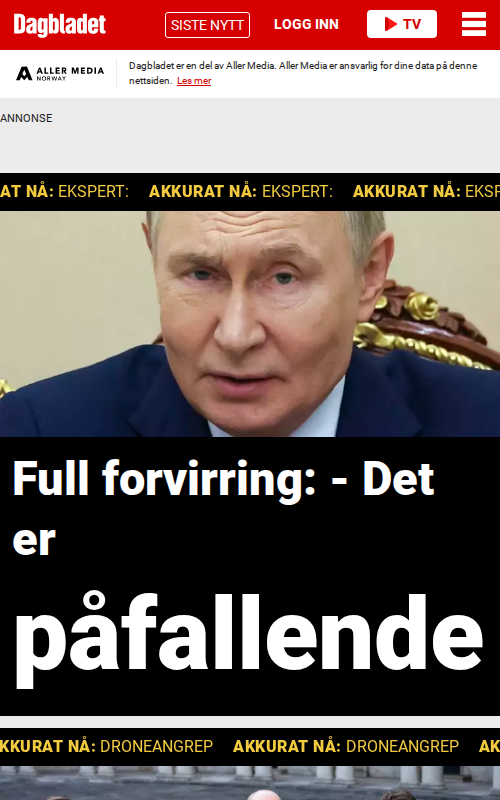 Dagbladet
SISTE NYTT
LOGG INN
TV
ALLER MEDIA
NORWAY
Dagbladet er en del av Aller Media. Aller Media er ansvarlig for dine data på denne
nettsiden. Les mer
ANNONSE
AT NÅ: EKSPERT: AKKURAT NÅ: EKSPERT: AKKURAT NÅ: EKSP
Full forvirring: - Det
er
påfallende
KKURAT NÅ: DRONEANGREP AKKURAT NÅ: DRONEANGREP AK